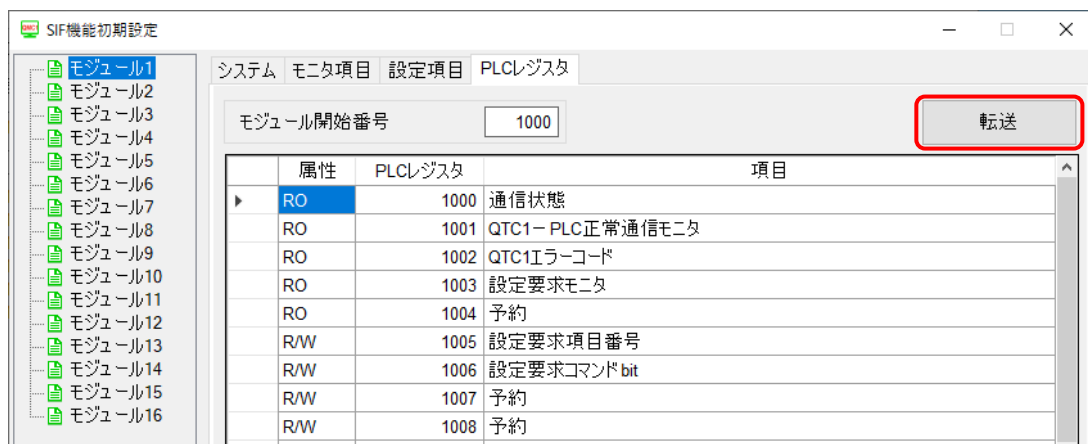 QMC1 SIF機能初期設定
モジュール1
モジュール2
モジュール3
モジュール4
モジュール5
モジュール6
モジュール7
モジュール8
モジュール9
モジュール10
モジュール11
モジュール12
モジュール13
モジュール14
モジュール15
モジュール16
システム モニタ項目 設定項目 PLCレジスタ
モジュール開始番号 1000 転送
属性 PLCレジスタ 項目
RO 1000 通信状態
RO 1001 QTC1-PLC正常通信モニタ
RO 1002 QTC1エラーコード
RO 1003 設定要求モニタ
RO 1004 予約
R/W 1005 設定要求項目番号
R/W 1006 設定要求コマンドbit
R/W 1007 予約
R/W 1008 予約